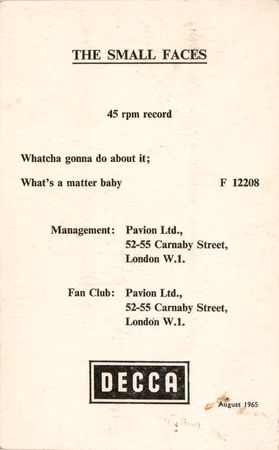 THE SMALL FACES
45 rpm record
Whatcha gonna do about it;
What's a matter baby F 12208
Management: Pavion Ltd.,
52-55 Carnaby Street,
London W.1.
Fan Club: Pavion Ltd.,
52-55 Carnaby Street,
London W.1.
DECCA
August 1965